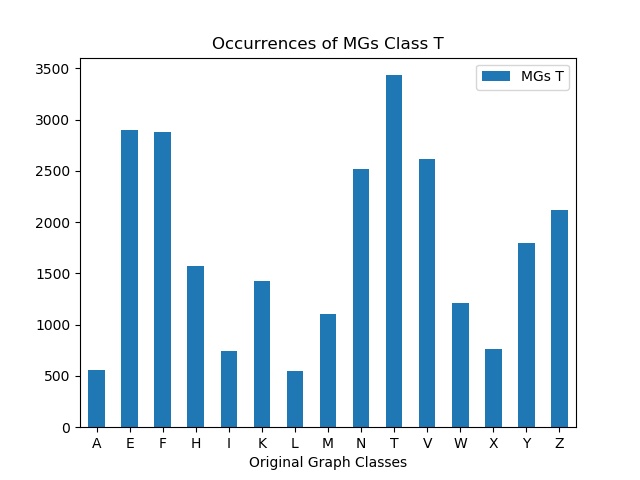 Occurrences of MGs Class T
MGs T
3500
3000
2500
2000
1500
1000
500
0
A E F H I K L M N T V W X Y Z
Original Graph Classes